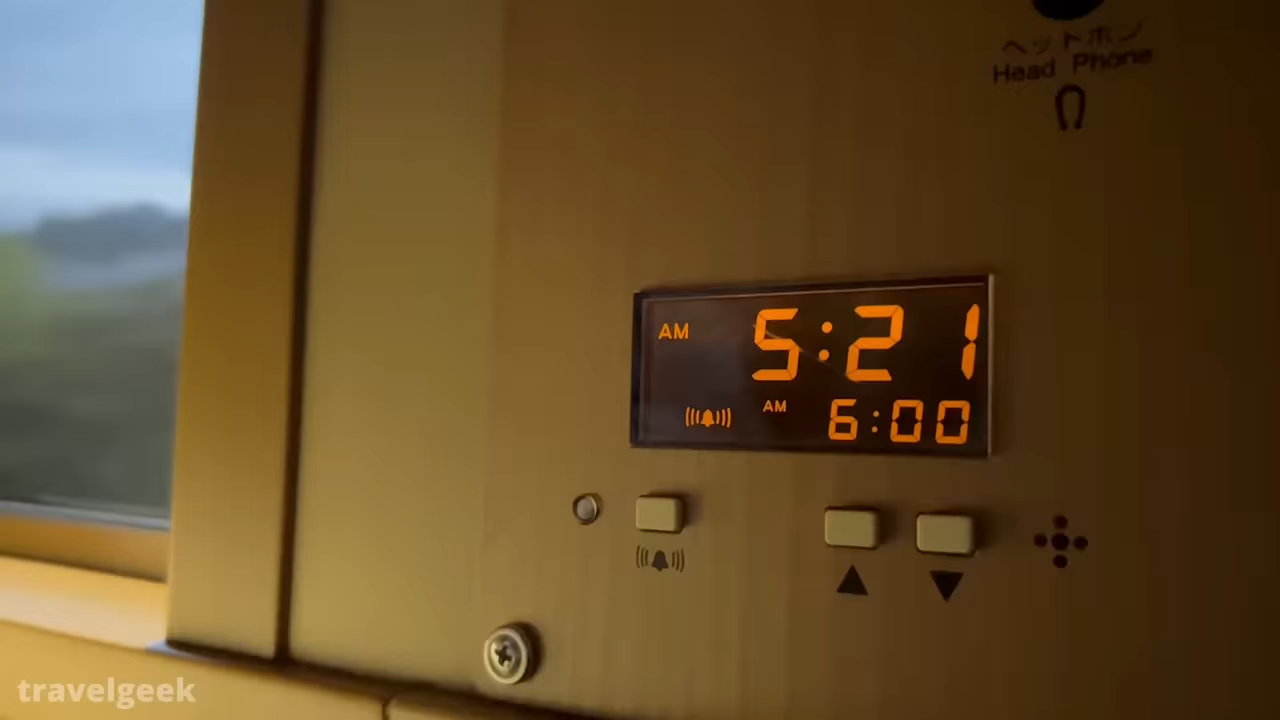 ヘッドホン
Head Phone
AM 5:21
AM 6:00
travelgeek